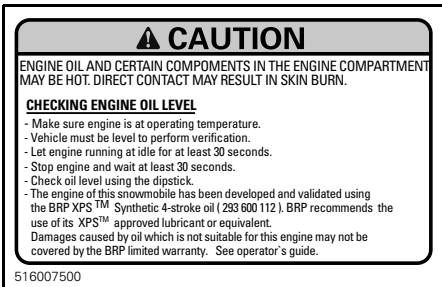 CAUTION
ENGINE OIL AND CERTAIN COMPOMENTS IN THE ENGINE COMPARTMENT
MAY BE HOT. DIRECT CONTACT MAY RESULT IN SKIN BURN.
CHECKING ENGINE OIL LEVEL
- Make sure engine is at operating temperature.
- Vehicle must be level to perform verification.
- Let engine running at idle for at least 30 seconds.
- Stop engine and wait at least 30 seconds.
- Check oil level using the dipstick.
- The engine of this snowmobile has been developed and validated using
the BRP XPS TM Synthetic 4-stroke oil ( 293 600 112 ). BRP recommends the
use of its XPS™ approved lubricant or equivalent.
Damages caused by oil which is not suitable for this engine may not be
covered by the BRP limited warranty. See operator`s guide.
516007500